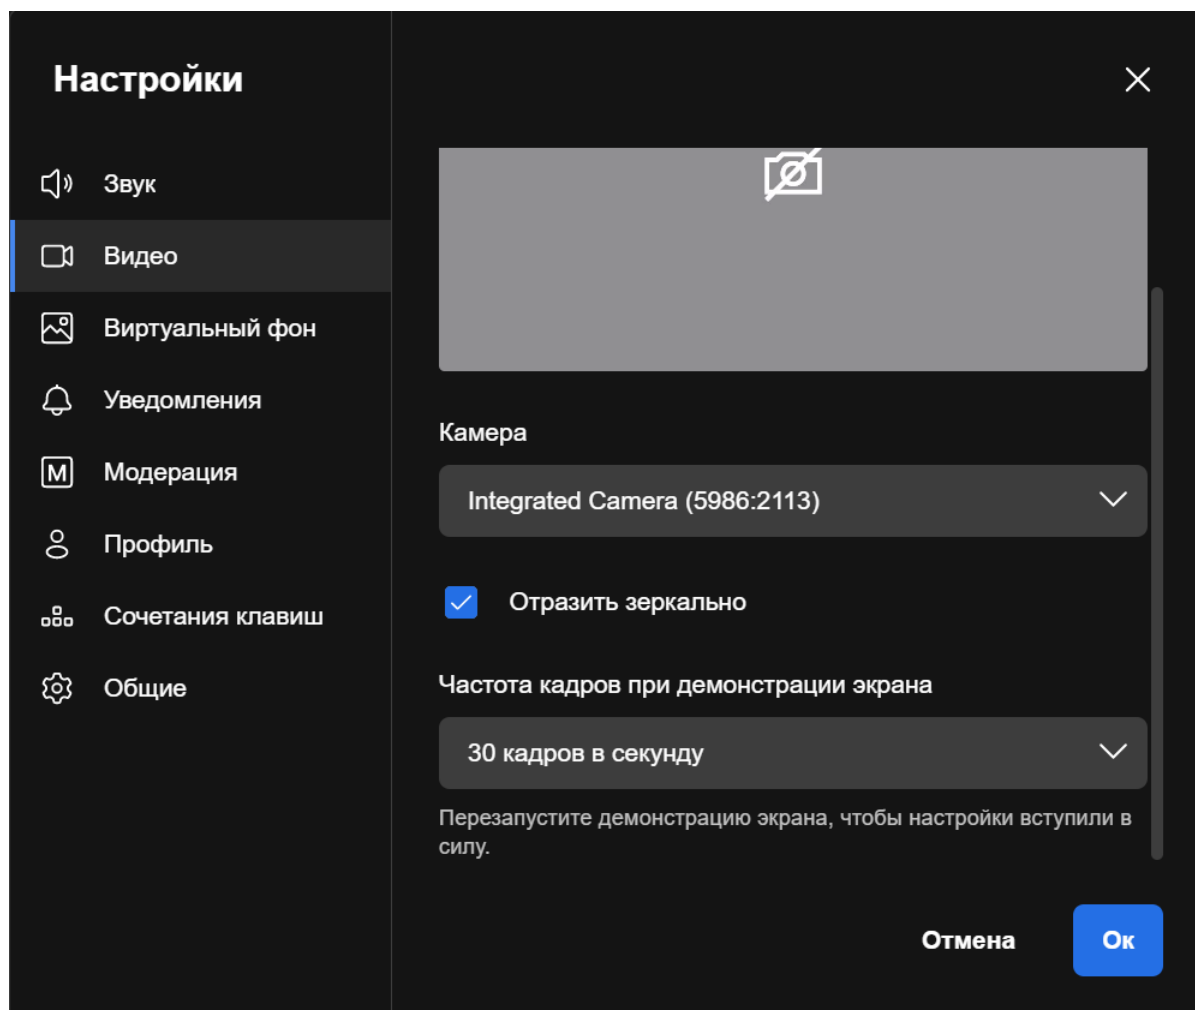 Настройки
Звук
Видео
Виртуальный фон
Уведомления
M Модерация
Профиль
Сочетания клавиш
Общие
Камера
Integrated Camera (5986:2113)
Отразить зеркально
Частота кадров при демонстрации экрана
30 кадров в секунду
Перезапустите демонстрацию экрана, чтобы настройки вступили в
силу.
Отмена
Ок